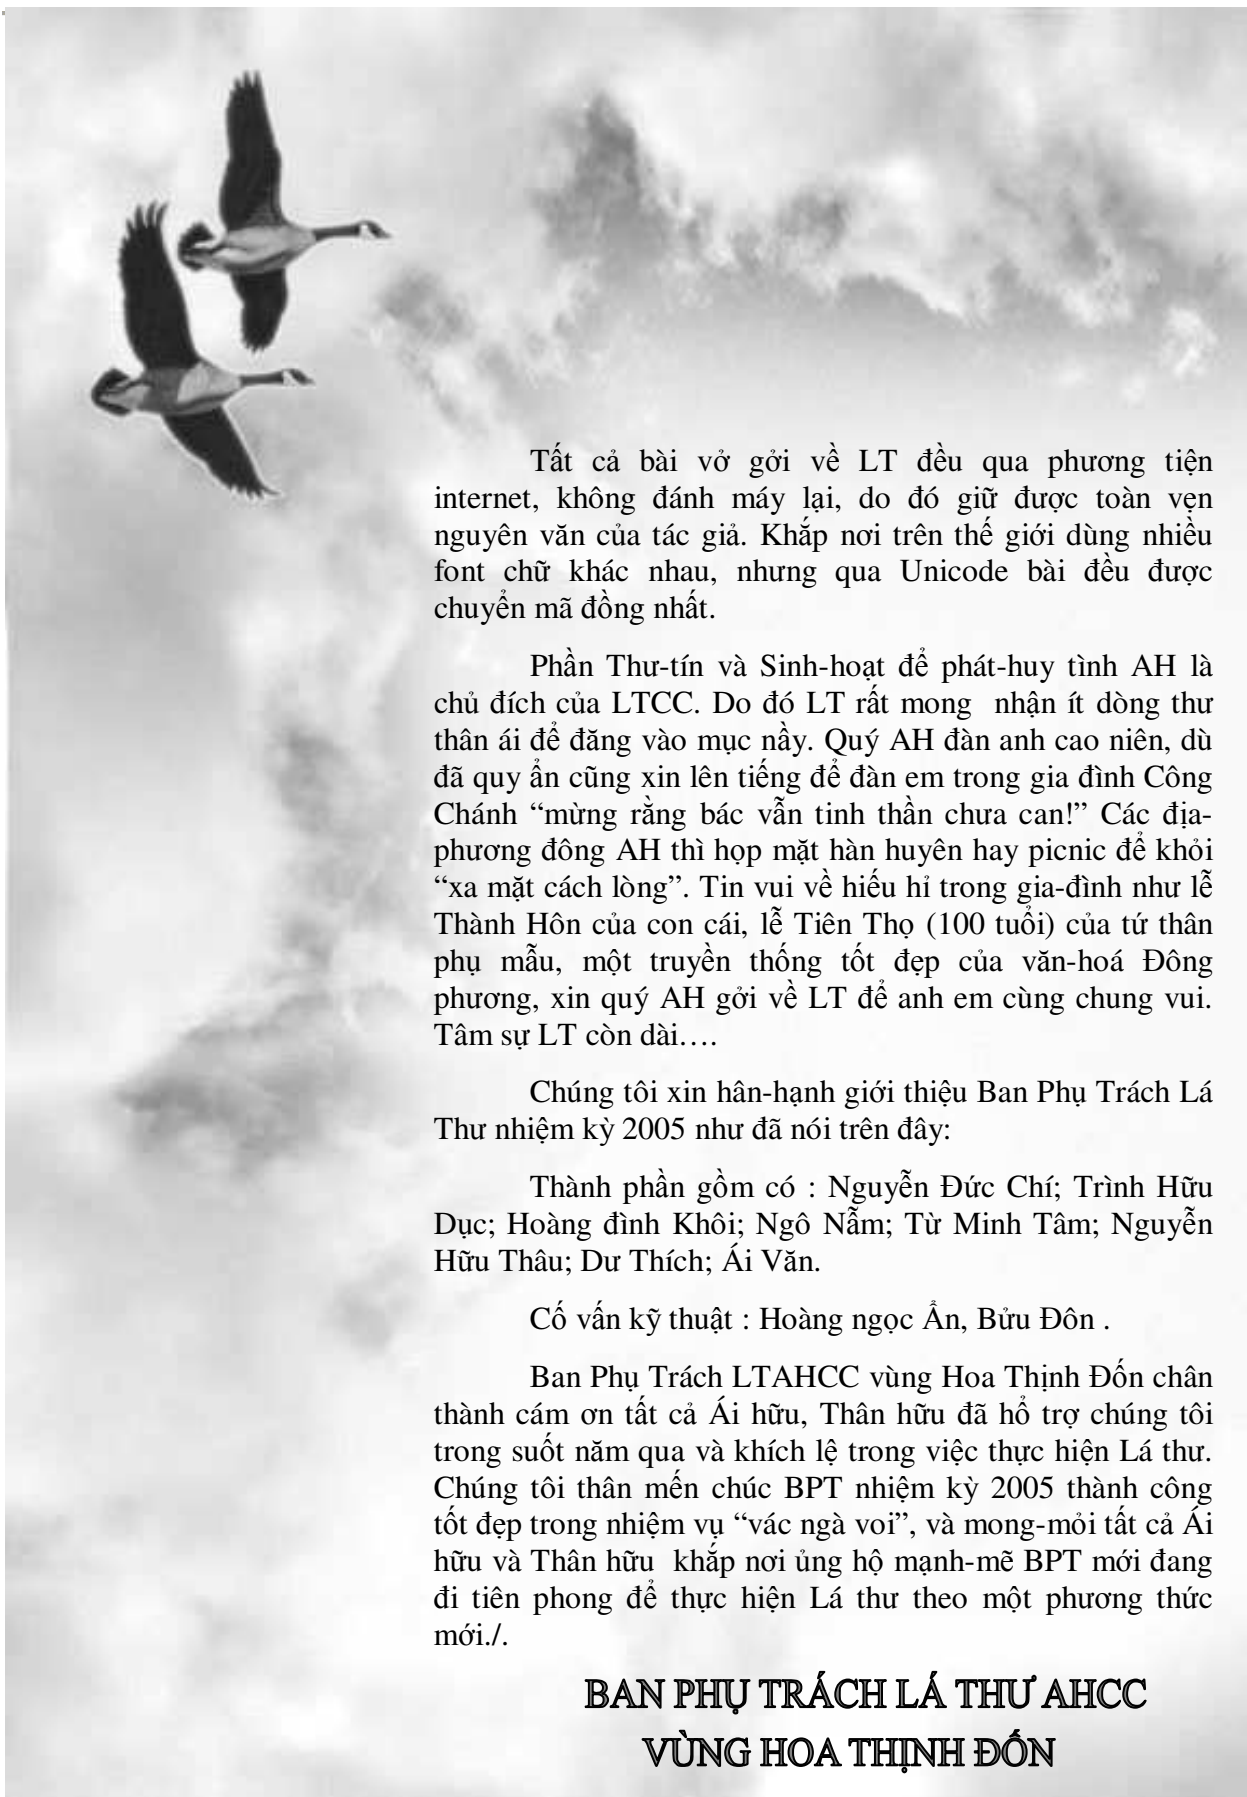 Tất cả bài vở gởi về LT đều qua phương tiện
internet, không đánh máy lại, do đó giữ được toàn vẹn
nguyên văn của tác giả. Khắp nơi trên thế giới dùng nhiều
font chữ khác nhau, nhưng qua Unicode bài đều được
chuyển mã đồng nhất.
Phần Thư-tín và Sinh-hoạt để phát-huy tình AH là
chủ đích của LTCC. Do đó LT rất mong nhận ít dòng thư
thân ái để đăng vào mục nầy. Quý AH đàn anh cao niên, dù
đã quy ẩn cũng xin lên tiếng để đàn em trong gia đình Công
Chánh “mừng rằng bác vẫn tinh thần chưa can!” Các địa-
phương đông AH thì họp mặt hàn huyên hay picnic để khỏi
“xa mặt cách lòng”. Tin vui về hiếu hỉ trong gia-đình như lễ
Thành Hôn của con cái, lễ Tiên Thọ (100 tuổi) của tứ thân
phụ mẫu, một truyền thống tốt đẹp của văn-hoá Đông
phương, xin quý AH gởi về LT để anh em cùng chung vui.
Tâm sự LT còn dài….
Chúng tôi xin hân-hạnh giới thiệu Ban Phụ Trách Lá
Thư nhiệm kỳ 2005 như đã nói trên đây:
Thành phần gồm có : Nguyễn Đức Chí; Trình Hữu
Dục; Hoàng đình Khôi; Ngô Nẫm; Từ Minh Tâm; Nguyễn
Hữu Thâu; Dư Thích; Ái Văn.
Cố vấn kỹ thuật : Hoàng ngọc Ẩn, Bửu Đôn .
Ban Phụ Trách LTAHCC vùng Hoa Thịnh Đốn chân
thành cám ơn tất cả Ái hữu, Thân hữu đã hổ trợ chúng tôi
trong suốt năm qua và khích lệ trong việc thực hiện Lá thư.
Chúng tôi thân mến chúc BPT nhiệm kỳ 2005 thành công
tốt đẹp trong nhiệm vụ “vác ngà voi”, và mong-mỏi tất cả Ái
hữu và Thân hữu khắp nơi ủng hộ mạnh-mẽ BPT mới đang
đi tiên phong để thực hiện Lá thư theo một phương thức
mới./.
BAN PHỤ TRÁCH LÁ THƯ AHCC
VÙNG HOA THỊNH ĐỐN